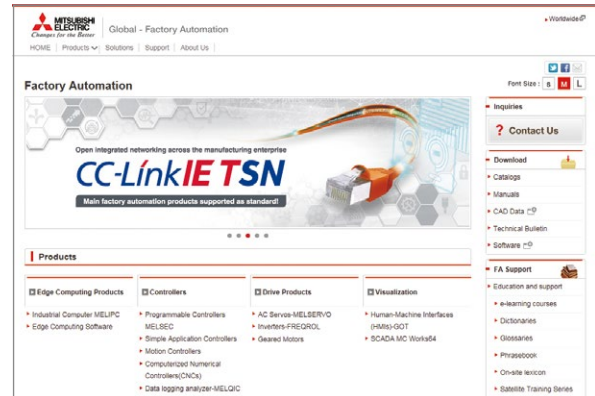 MITSUBISHI
ELECTRIC
Changes for the Better
Global - Factory Automation
Worldwide
HOME Products Solutions Support About Us
Font Size : S M L
Factory Automation
Open integrated networking across the manufacturing enterprise
CC-Link IE TSN
Main factory automation products supported as standard!
Inquiries
? Contact Us
Download
Catalogs
Manuals
CAD Data
Technical Bulletin
Software
Products
Edge Computing Products
Industrial Computer MELIPC
Edge Computing Software
Controllers
Programmable Controllers
MELSEC
Simple Application Controllers
Motion Controllers
Computerized Numerical
Controllers(CNCs)
Data logging analyzer-MELQIC
Drive Products
AC Servos-MELSERVO
Inverters-FREQROL
Geared Motors
Visualization
Human-Machine Interfaces
(HMIs)-GOT
SCADA MC Works64
FA Support
Education and support
e-learning courses
Dictionaries
Glossaries
Phrasebook
On-site lexicon
Satellite Training Series